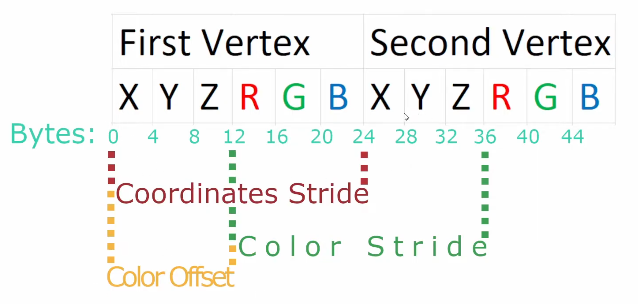 First Vertex Second Vertex
X Y Z R G B X Y Z R G B
Bytes: 0 4 8 12 16 20 24 28 32 36 40 44
Coordinates Stride
Color Stride
Color Offset